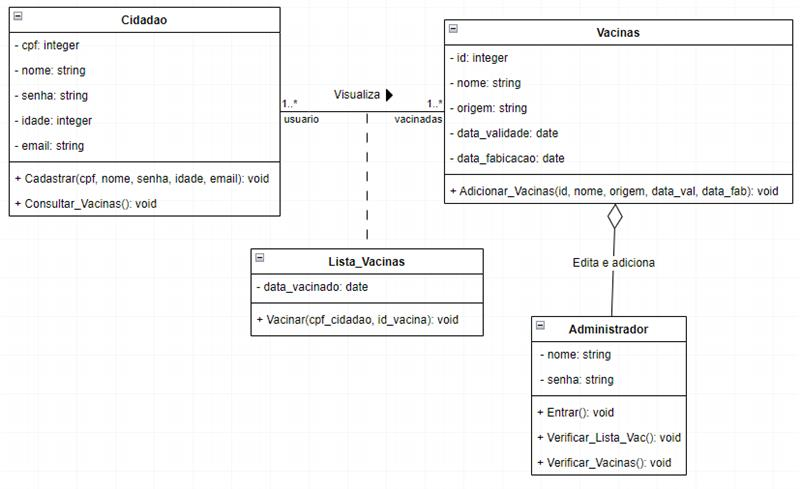 Cidadao
- cpf: integer
- nome: string
- senha: string
- idade: integer
- email: string
+ Cadastrar(cpf, nome, senha, idade, email): void
+ Consultar_Vacinas(): void
Visualiza
1..*
1..*
usuario
vacinadas
Vacinas
- id: integer
- nome: string
- origem: string
- data_validade: date
- data_fabicacao: date
+ Adicionar_Vacinas(id, nome, origem, data_val, data_fab): void
Lista_Vacinas
- data_vacinado: date
+ Vacinar(cpf_cidadao, id_vacina): void
Edita e adiciona
Administrador
- nome: string
- senha: string
+ Entrar(): void
+ Verificar_Lista_Vac(): void
+ Verificar_Vacinas(): void